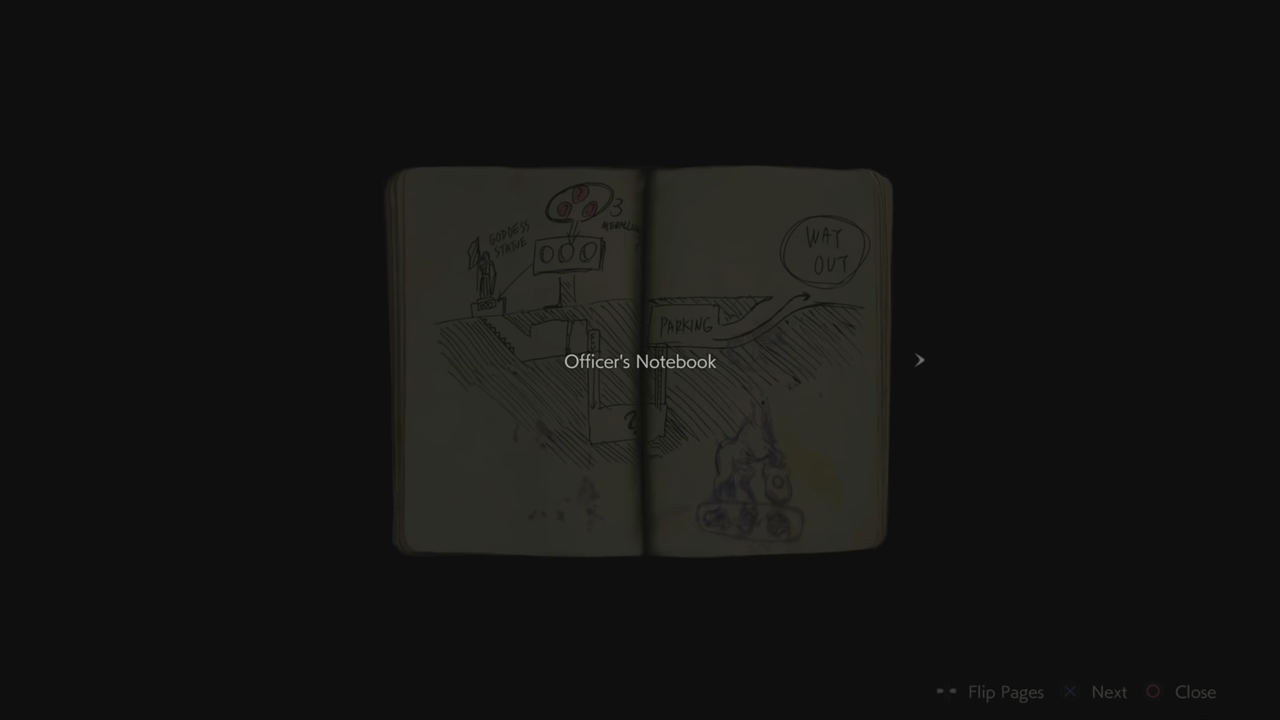 3
GODDESS
STATUE
WAY
OUT
PARKING
Officer's Notebook
Flip Pages
Next
Close